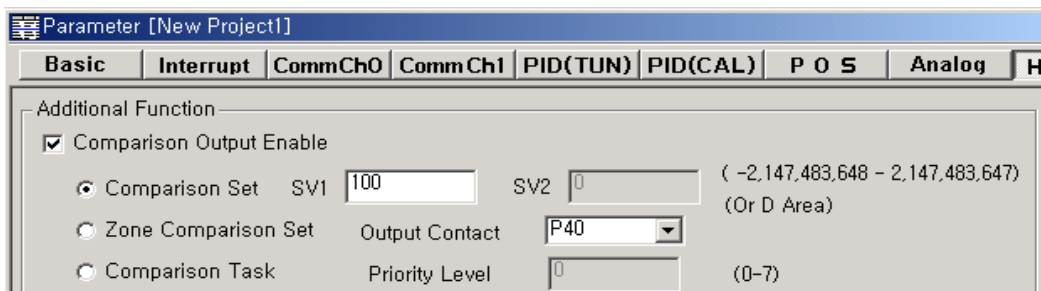 Parameter [New Project1]
Basic Interrupt CommCh0 CommCh1 PID(TUN) PID(CAL) P O S Analog H
Additional Function
Comparison Output Enable
Comparison Set SV1 100 SV2 0 ( -2,147,483,648 - 2,147,483,647)
(Or D Area)
Zone Comparison Set Output Contact P40
Comparison Task Priority Level 0 (0-7)